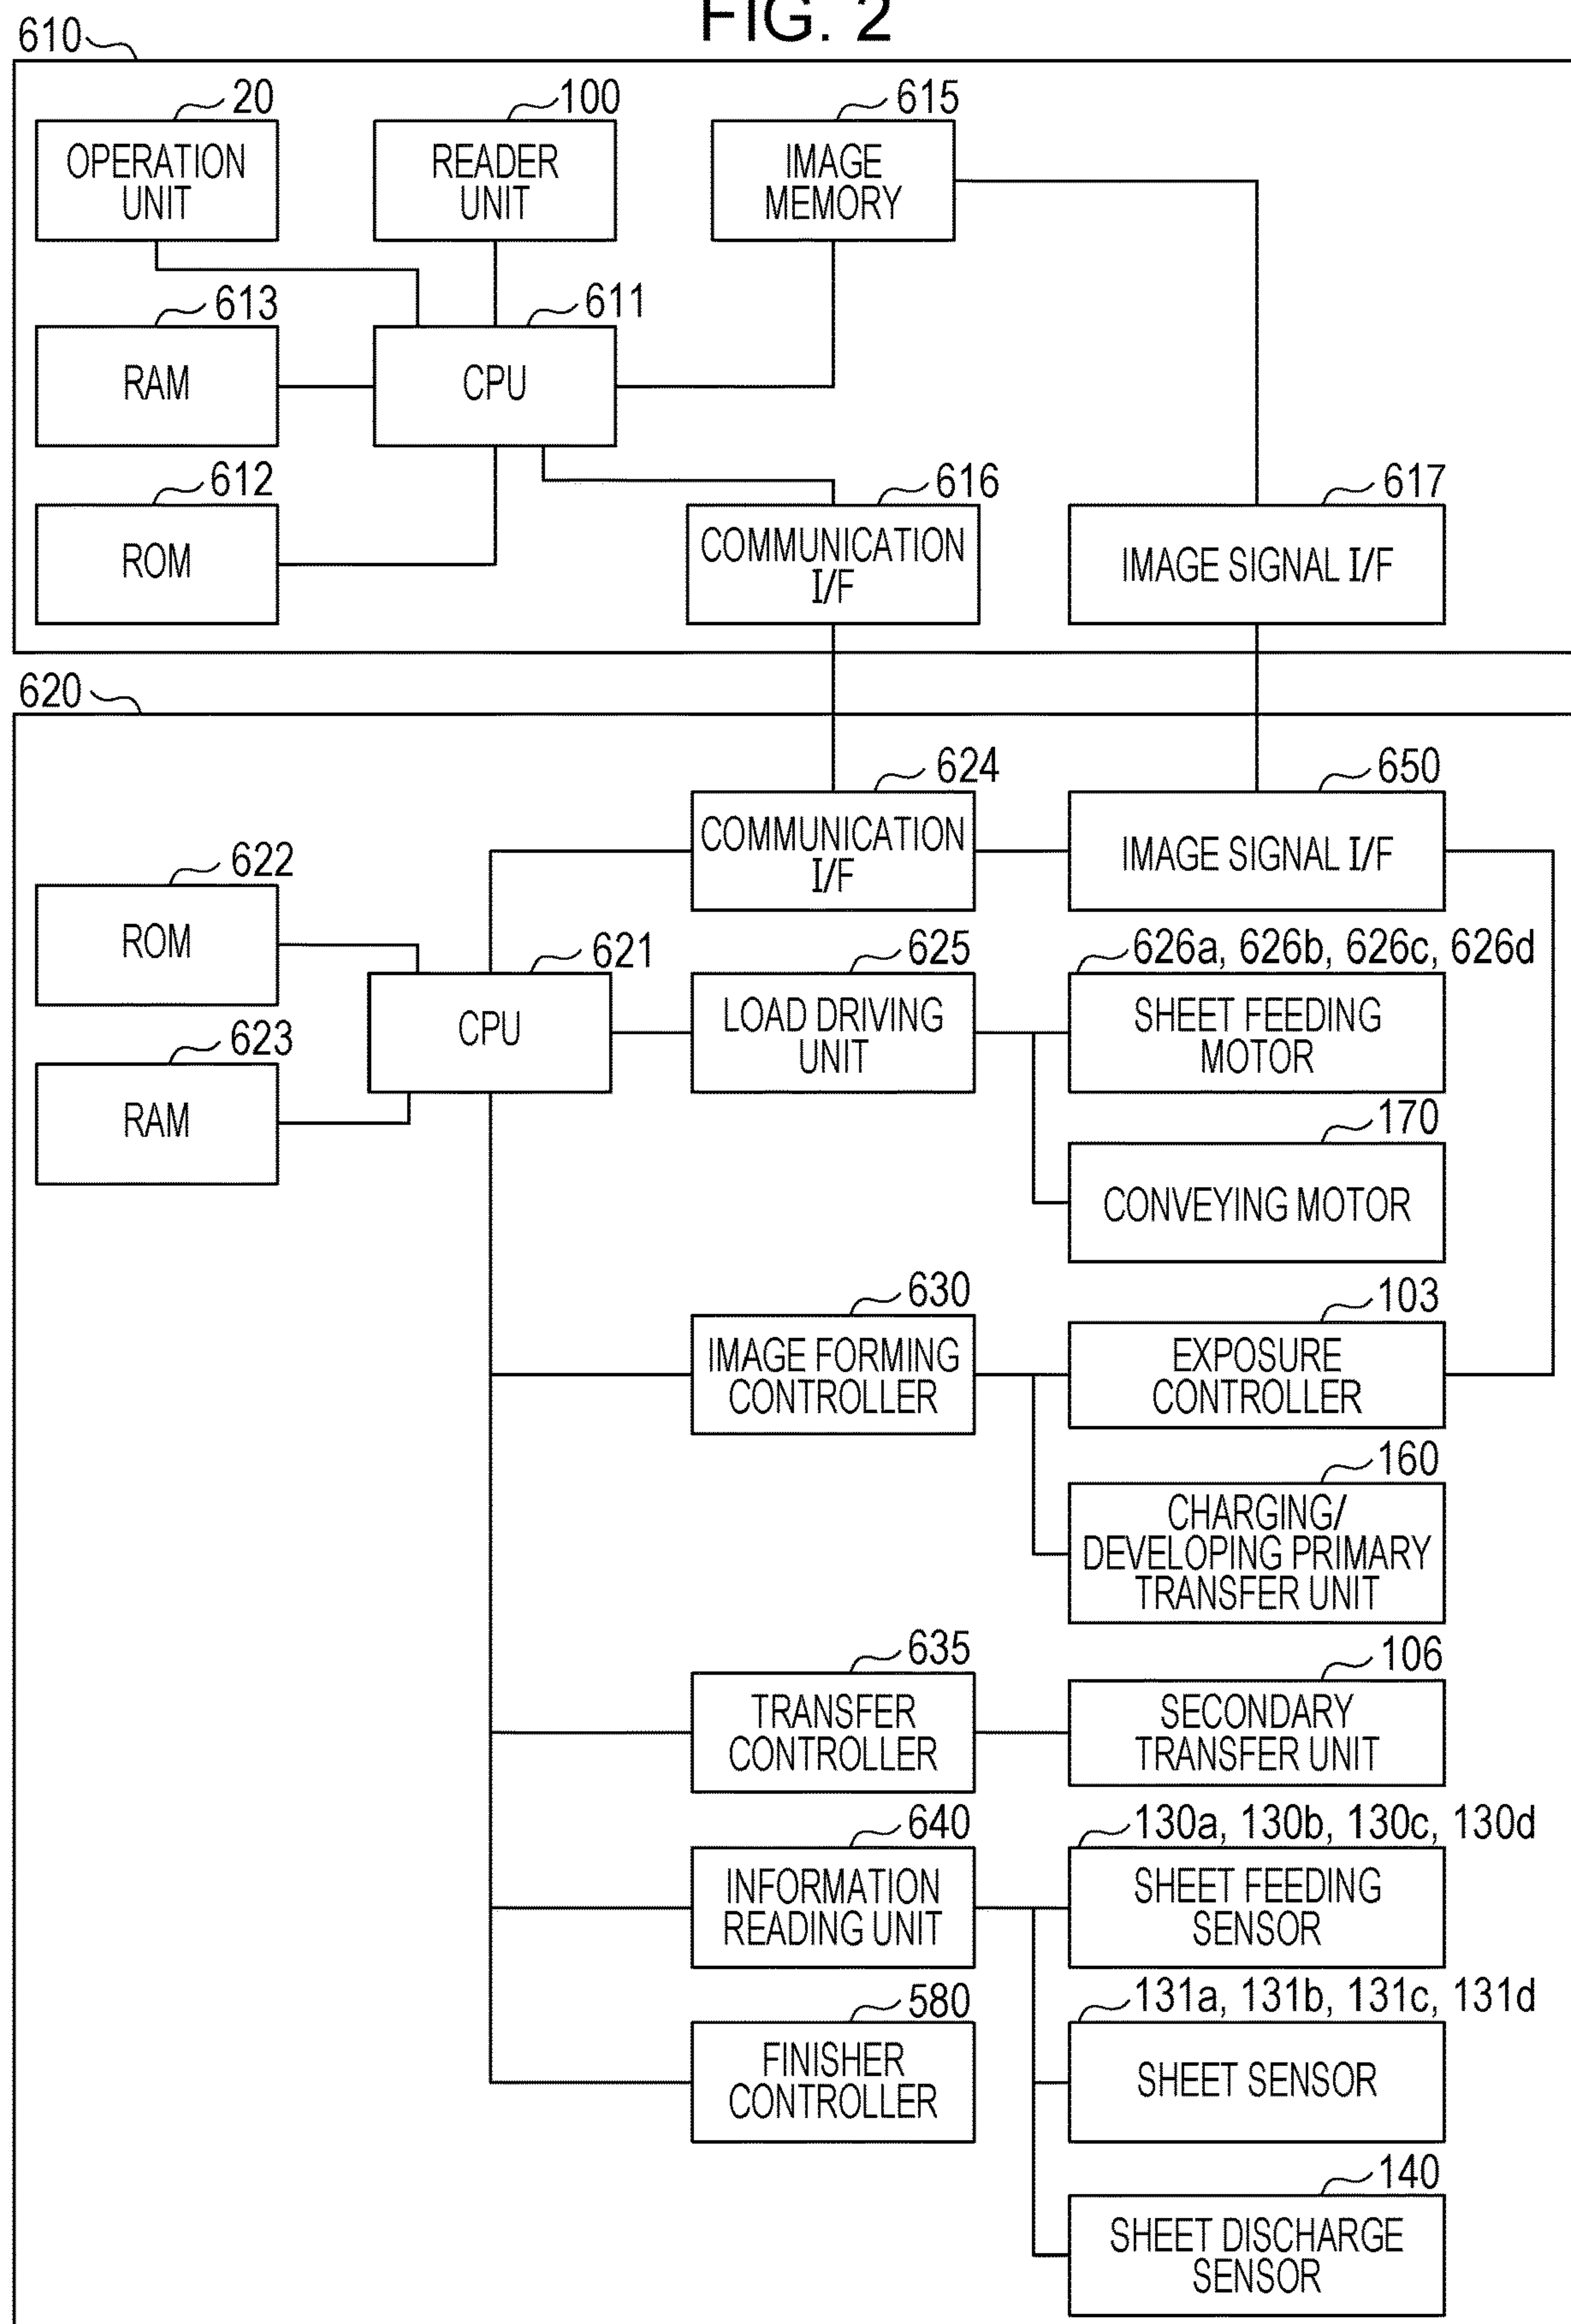 FIG. 2
610
20
100
615
OPERATION
UNIT
READER
UNIT
IMAGE
MEMORY
613
611
RAM
CPU
612
616
617
ROM
COMMUNICATION
I/F
IMAGE SIGNAL I/F
620
624
650
COMMUNICATION
I/F
IMAGE SIGNAL I/F
622
ROM
621
625
626a, 626b, 626c, 626d
CPU
LOAD DRIVING
UNIT
SHEET FEEDING
MOTOR
623
RAM
170
CONVEYING MOTOR
630
103
IMAGE FORMING
CONTROLLER
EXPOSURE
CONTROLLER
160
CHARGING/
DEVELOPING PRIMARY
TRANSFER UNIT
635
106
TRANSFER
CONTROLLER
SECONDARY
TRANSFER UNIT
640
130a, 130b, 130c, 130d
INFORMATION
READING UNIT
SHEET FEEDING
SENSOR
580
131a, 131b, 131c, 131d
FINISHER
CONTROLLER
SHEET SENSOR
140
SHEET DISCHARGE
SENSOR